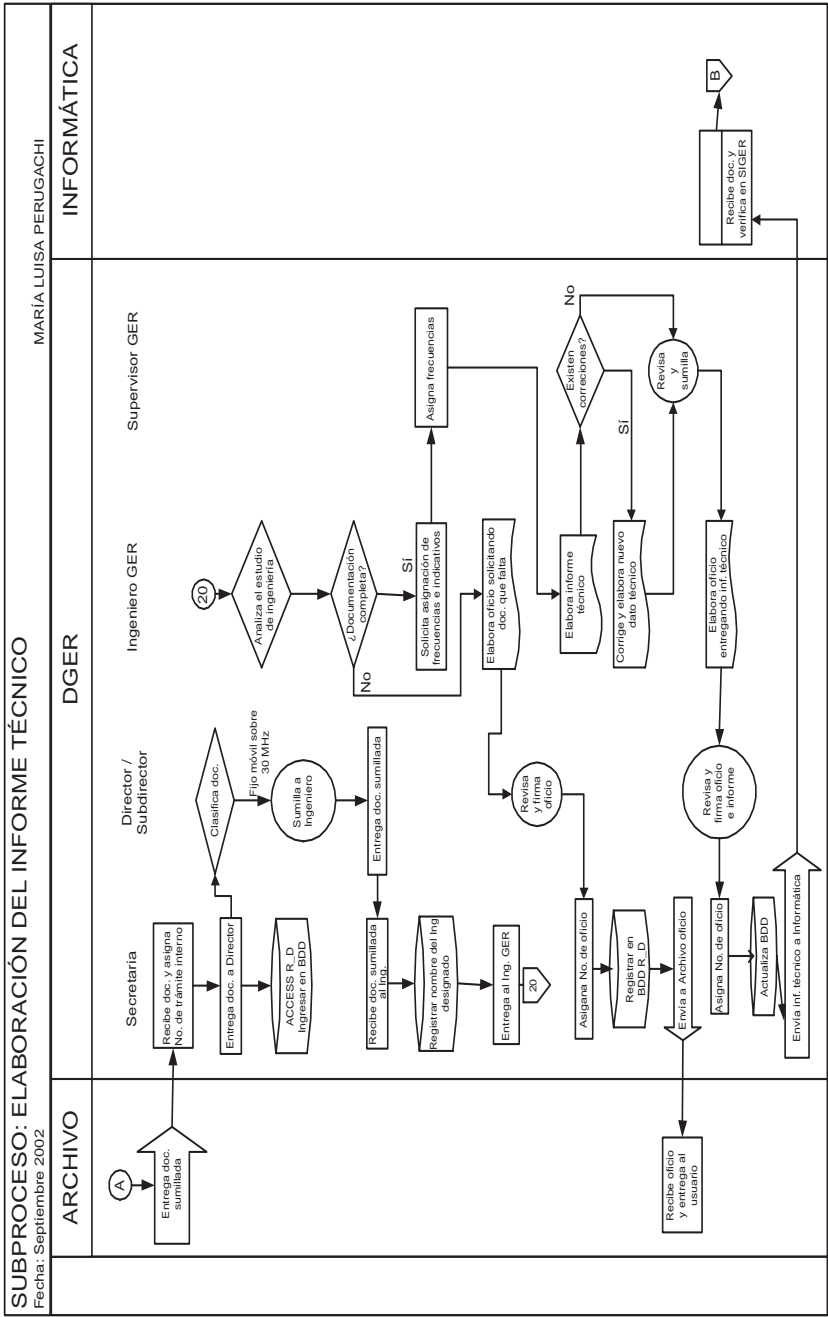 SUBPROCESO: ELABORACIÓN DEL INFORME TÉCNICO
Fecha: Septiembre 2002
MARÍA LUISA PERUGACHI
ARCHIVO
DGER
INFORMÁTICA
Secretaria
Director /
Subdirector
Ingeniero GER
Supervisor GER
A
Entrega doc.
sumillada
Recibe doc. y asigna
No. de trámite interno
Entrega doc. a Director
ACCESS R_D
Ingresar en BDD
Clasifica doc.
Fijo móvil sobre
30 MHz
Sumilla a
Ingeniero
Entrega doc. sumillada
Recibe doc. sumillada
al Ing.
Registrar nombre del Ing
designado
Entrega al Ing. GER
20
20
Analiza el estudio
de ingeniería
¿Documentación
completa?
Sí
No
Solicita asignación de
frecuencias e indicativos
Asigna frecuencias
Elabora oficio solicitando
doc. que falta
Revisa
y firma
oficio
Asigana No. de oficio
Registrar en
BDD R_D
Envía a Archivo oficio
Recibe oficio
y entrega al
usuario
Elabora informe
técnico
Existen
correciones?
No
Sí
Corrige y elabora nuevo
dato técnico
Revisa
y
sumilla
Elabora oficio
entregando inf. técnico
Revisa y
firma oficio
e informe
Asigna No. de oficio
Actualiza BDD
Envía inf. técnico a Informática
Recibe doc. y
verifica en SIGER
B